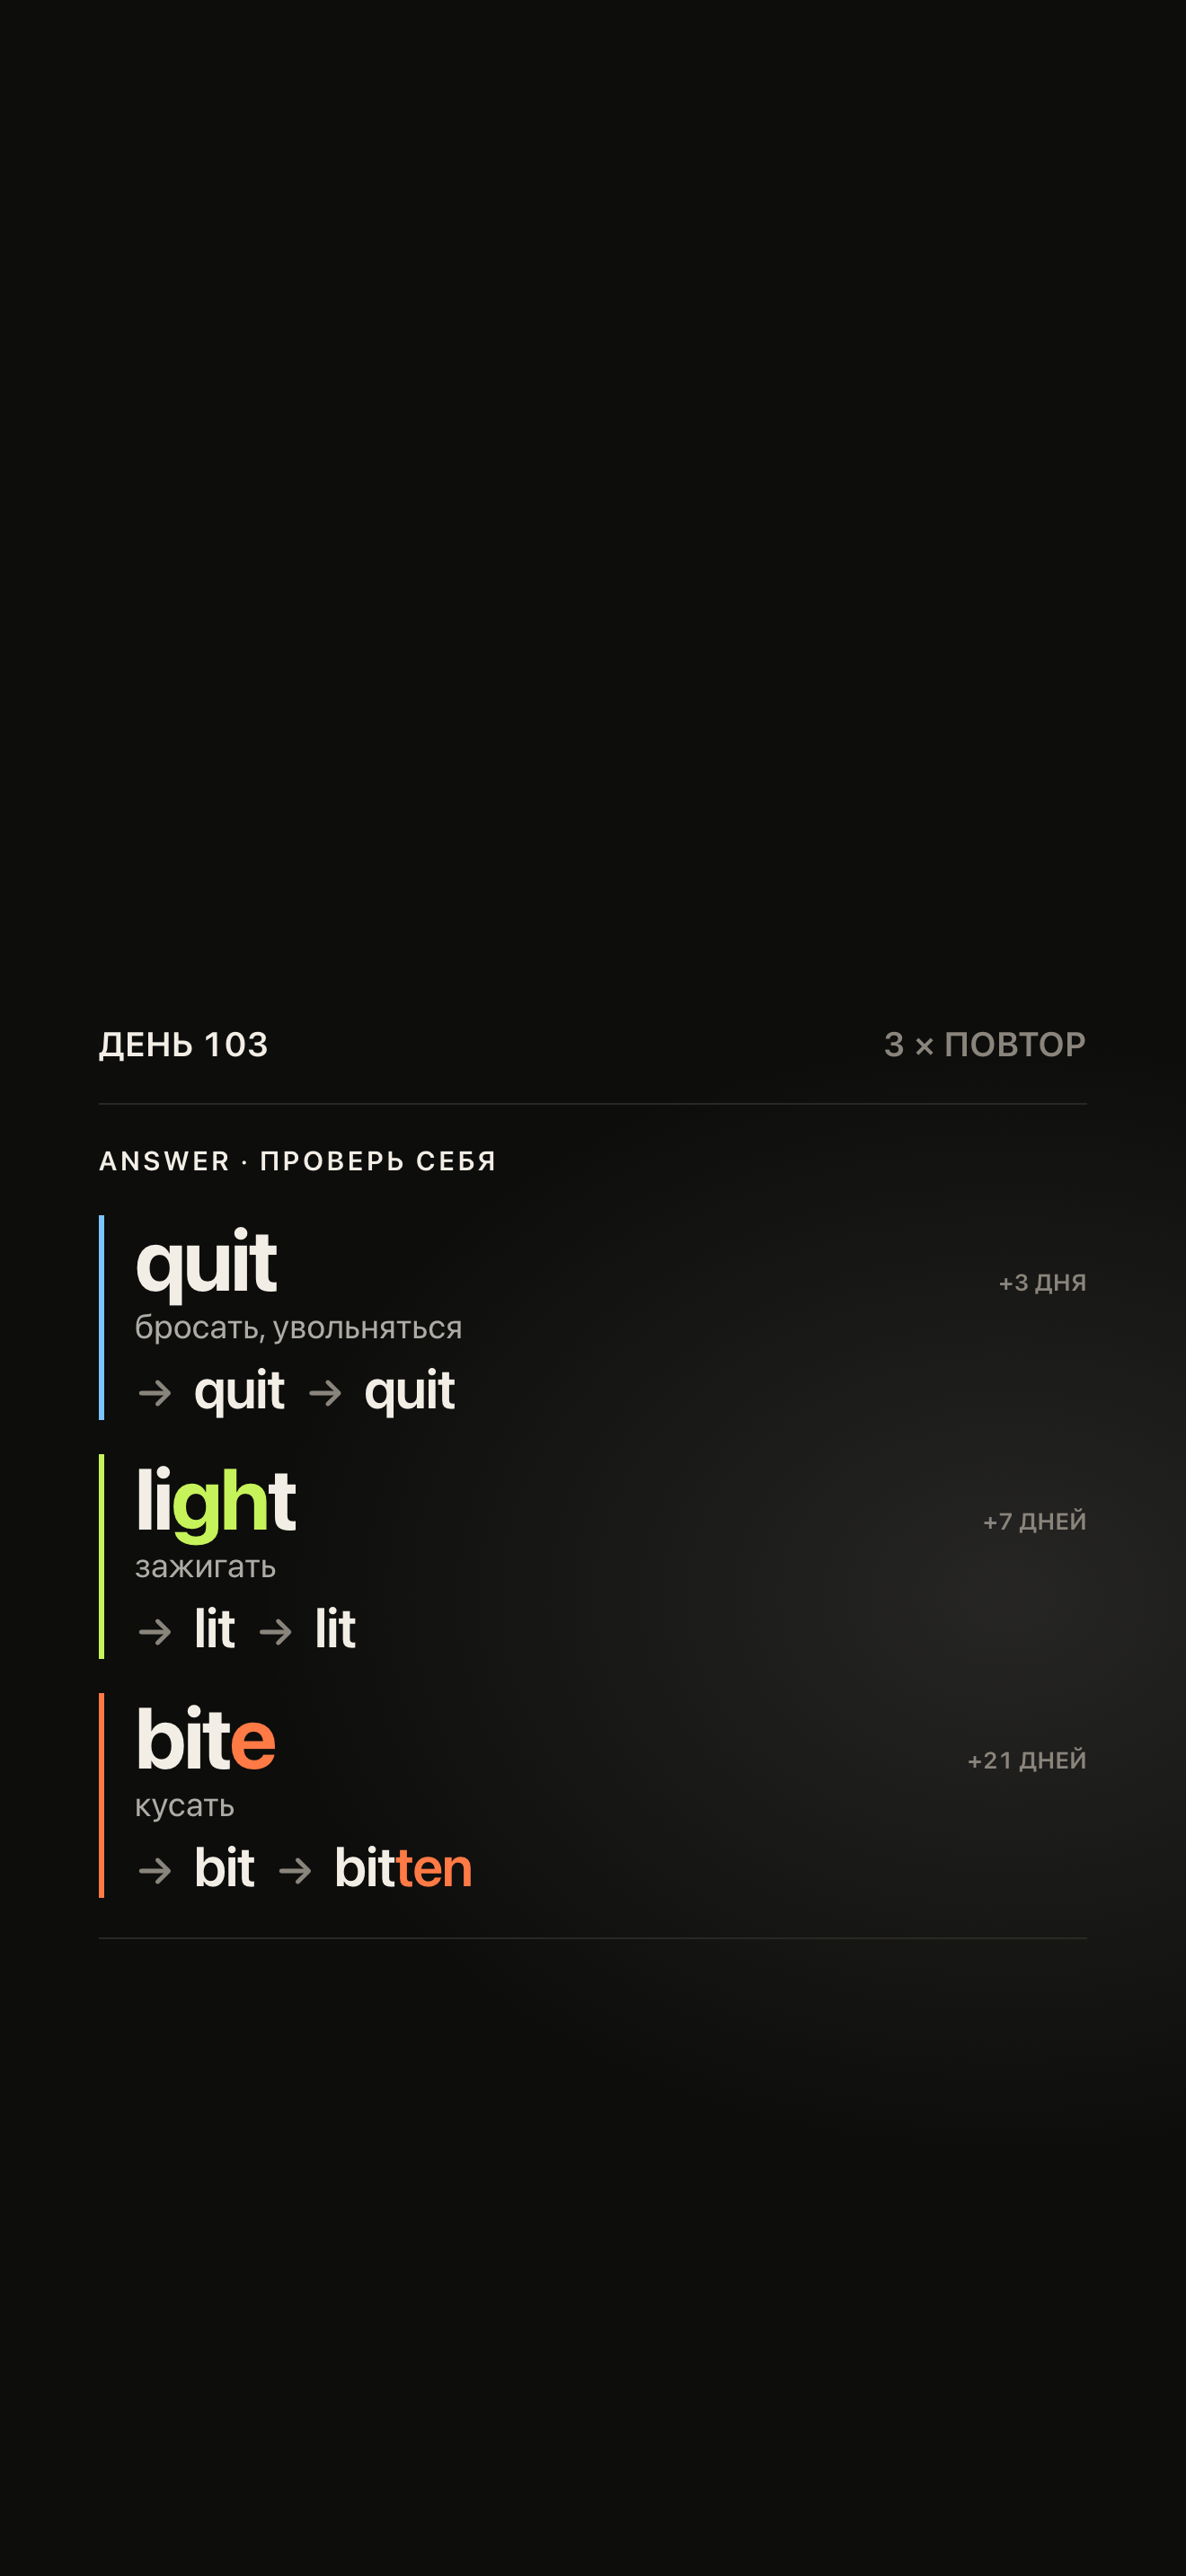 ДЕНЬ 103
3 × ПОВТОР
ANSWER · ПРОВЕРЬ СЕБЯ
quit
+3 ДНЯ
бросать, увольняться
→ quit → quit
light
+7 ДНЕЙ
зажигать
→ lit → lit
bite
+21 ДНЕЙ
кусать
→ bit → bitten